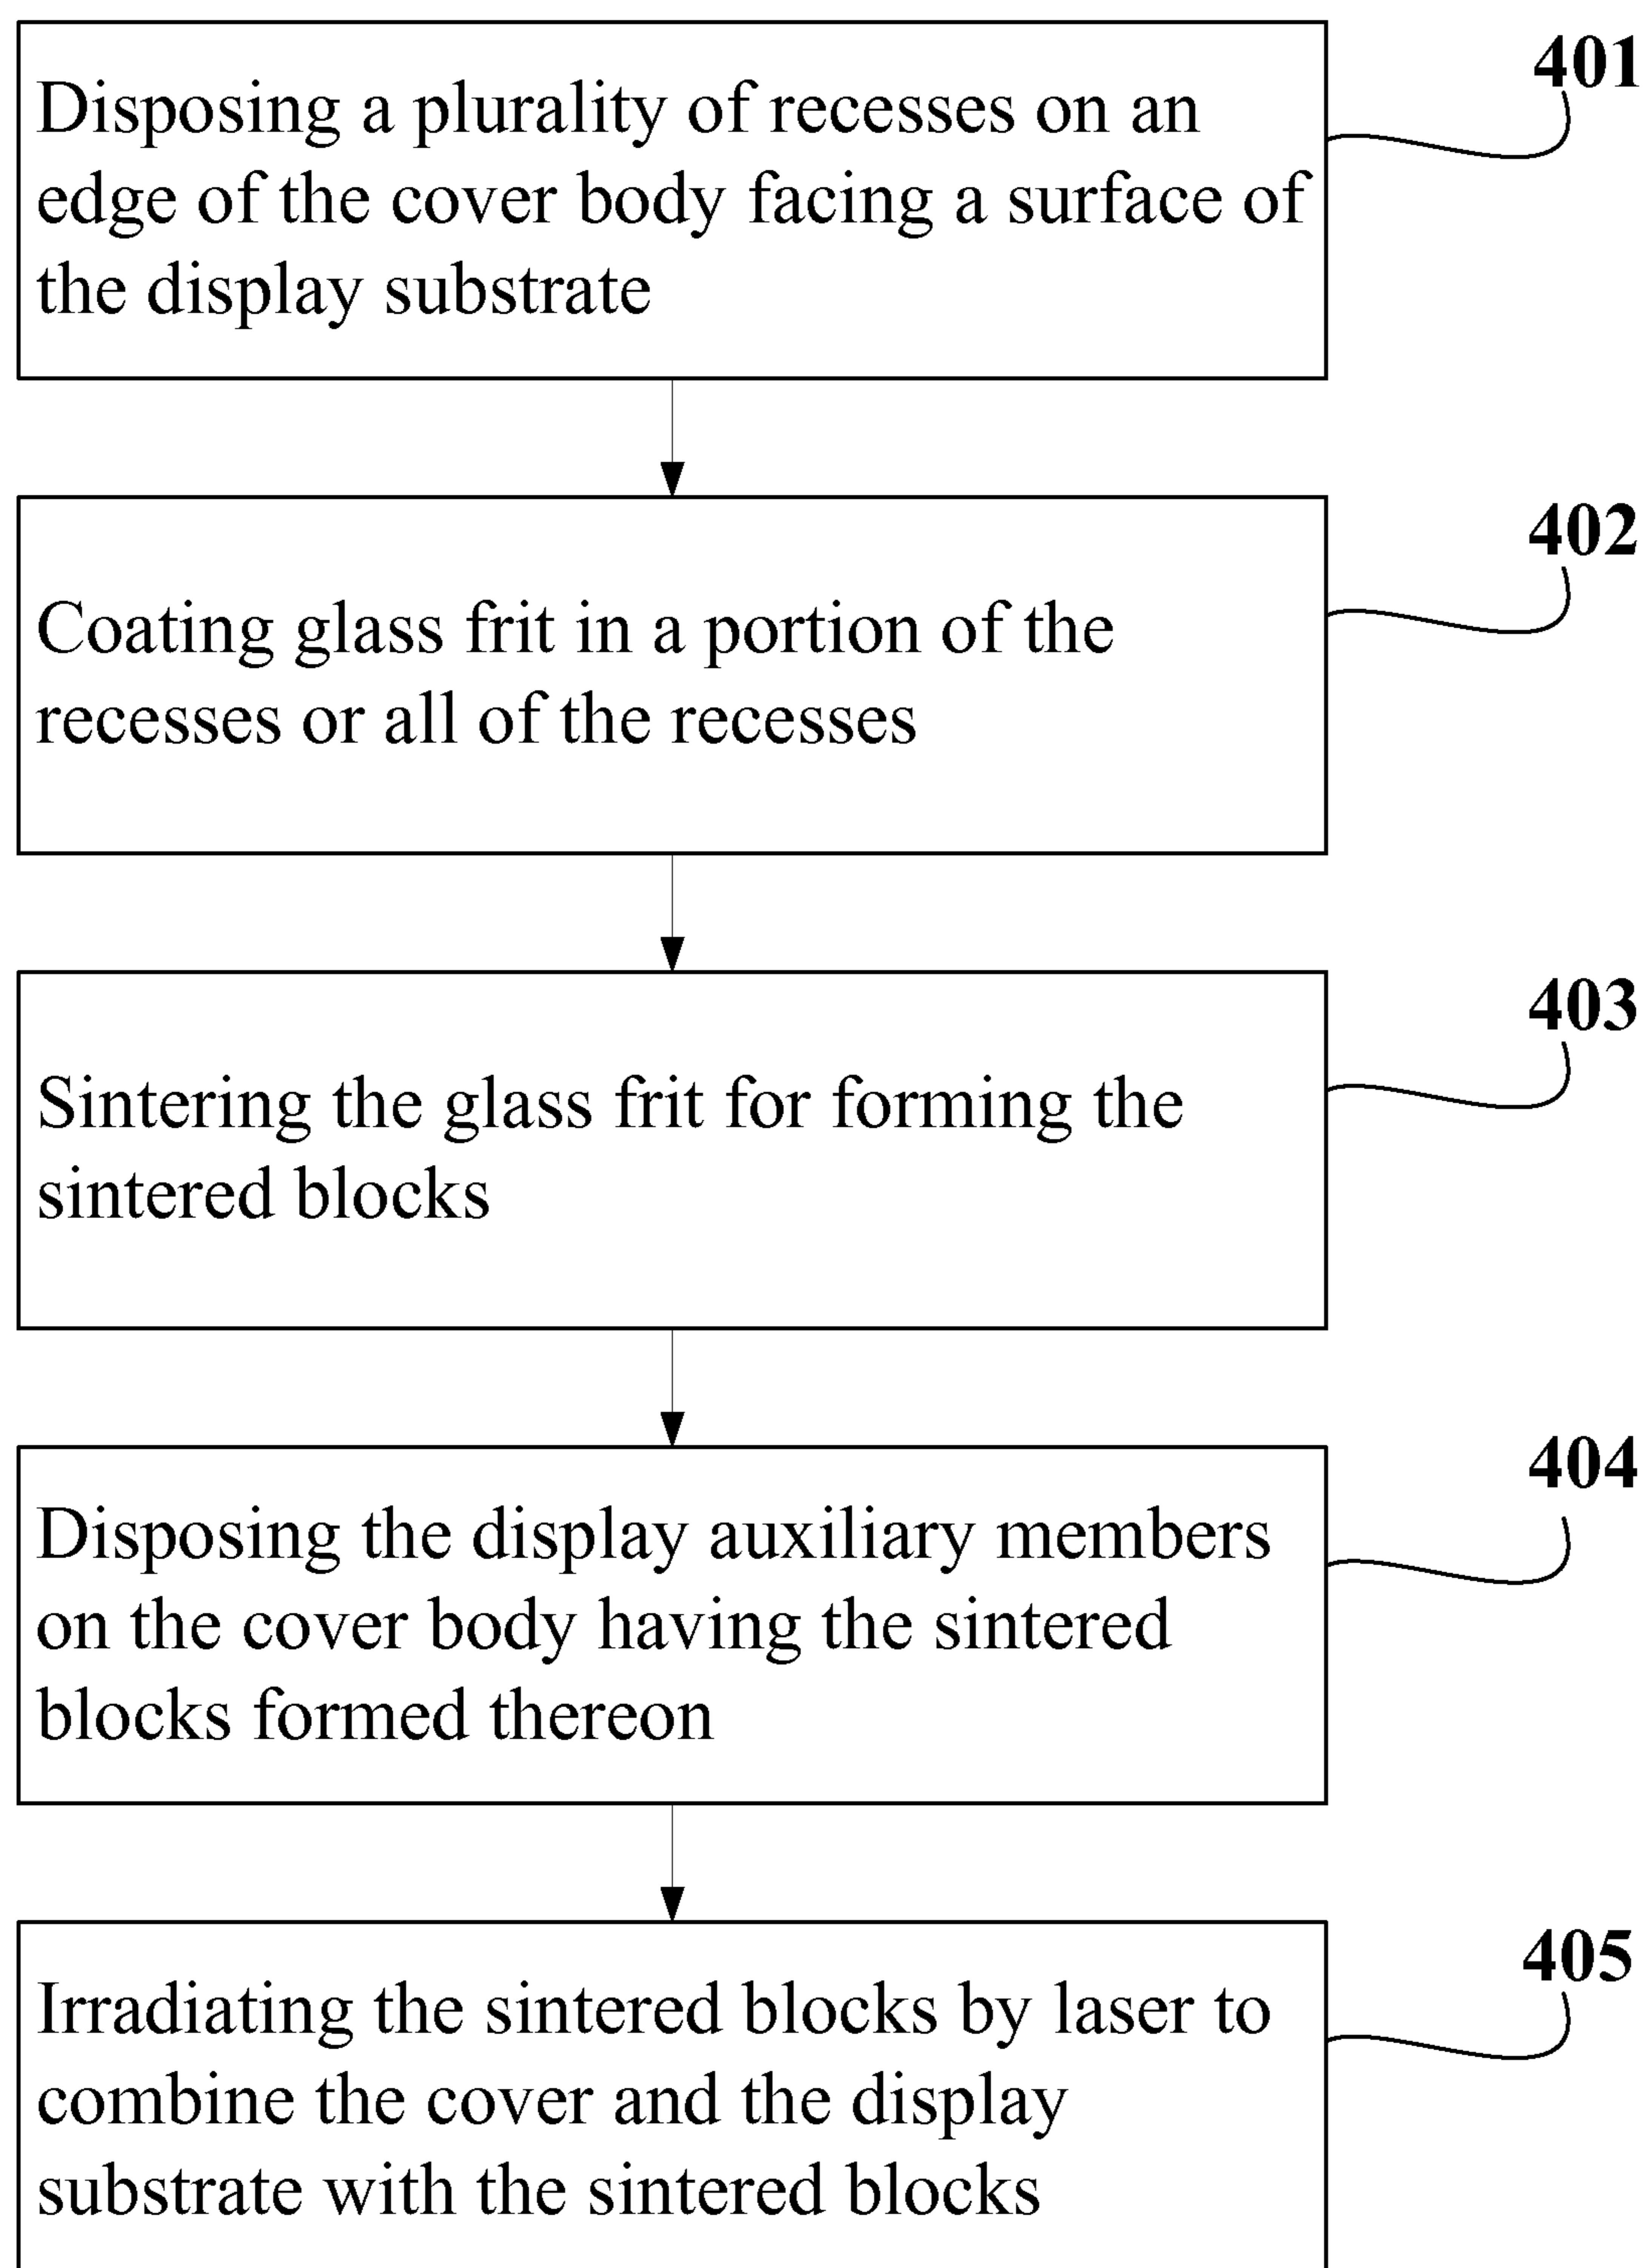 401
Disposing a plurality of recesses on an
edge of the cover body facing a surface of
the display substrate
402
Coating glass frit in a portion of the
recesses or all of the recesses
403
Sintering the glass frit for forming the
sintered blocks
404
Disposing the display auxiliary members
on the cover body having the sintered
blocks formed thereon
405
Irradiating the sintered blocks by laser to
combine the cover and the display
substrate with the sintered blocks